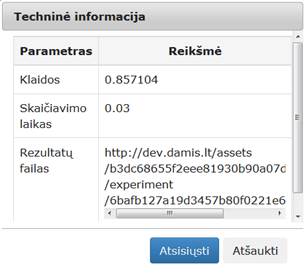 Techninė informacija
Parametras Reikšmė
Klaidos 0.857104
Skaičiavimo laikas 0.03
Rezultatų failas
http://dev.damis.lt/assets
/b3dc68655f2eee81930b90a07d
/experiment
/6bafb127a19d3457b80f0221e6
Atsisiųsti Atšaukti